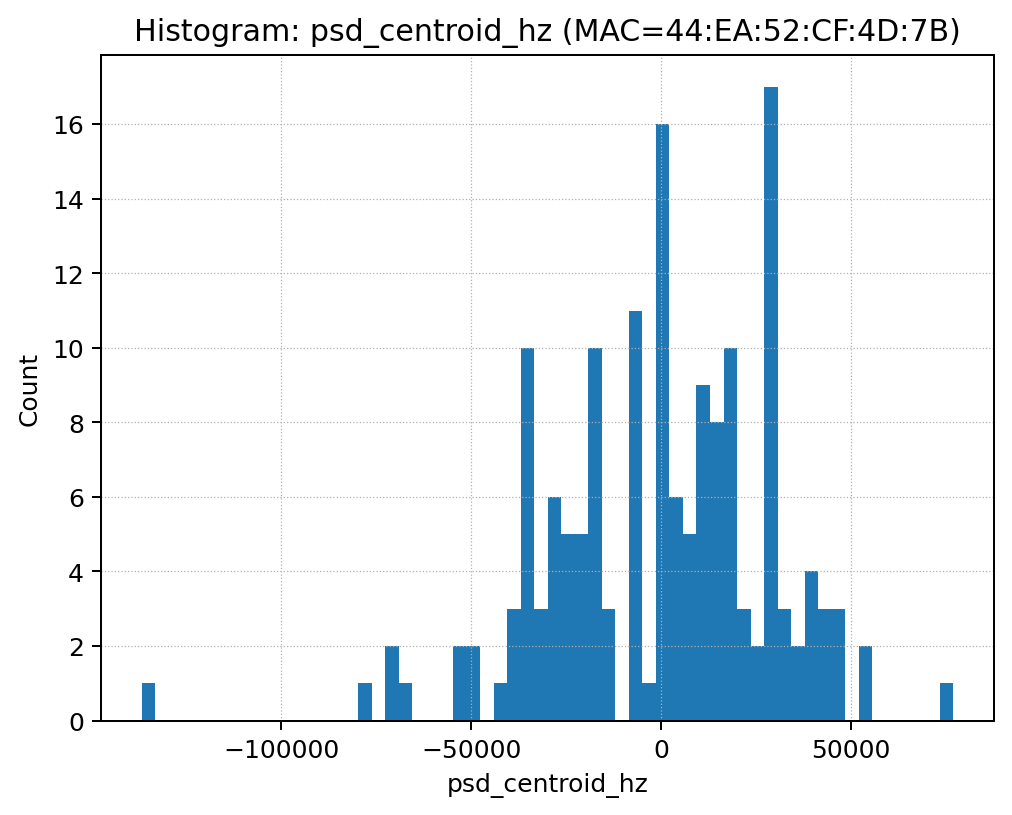 Histogram: psd_centroid_hz (MAC=44:EA:52:CF:4D:7B)
16
14
12
10
8
6
4
2
0
Count
−100000 −50000 0 50000
psd_centroid_hz